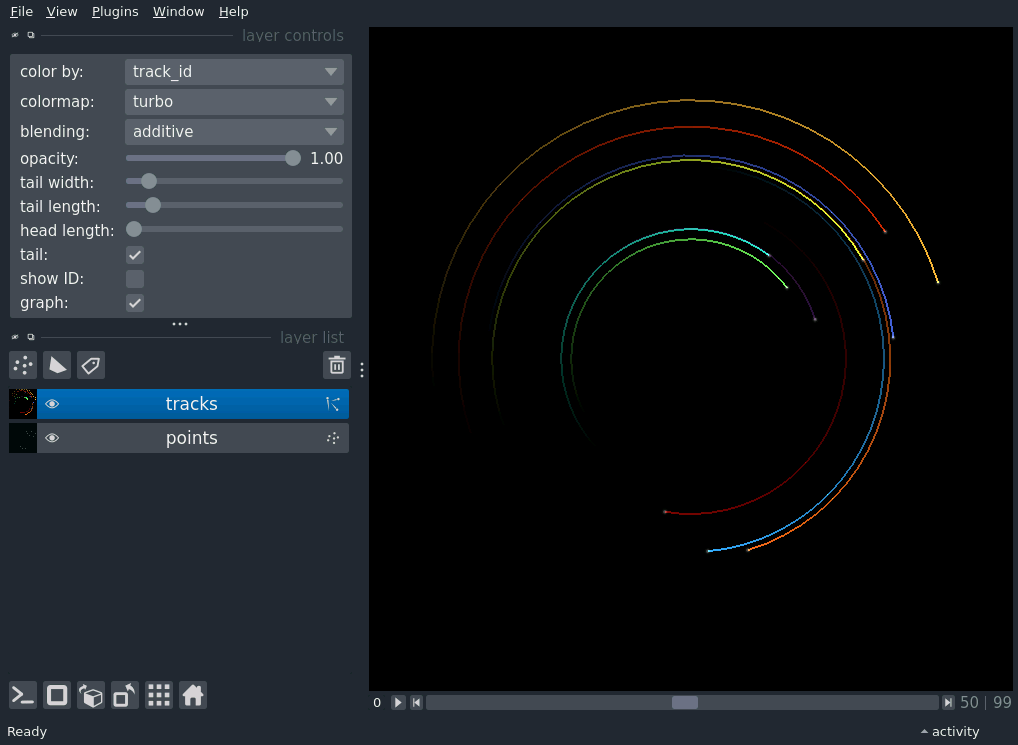 File View Plugins Window Help
layer controls
color by: track_id
colormap: turbo
blending: additive
opacity: 1.00
tail width:
tail length:
head length:
tail:
show ID:
graph:
layer list
tracks
points
0 50 | 99
Ready activity